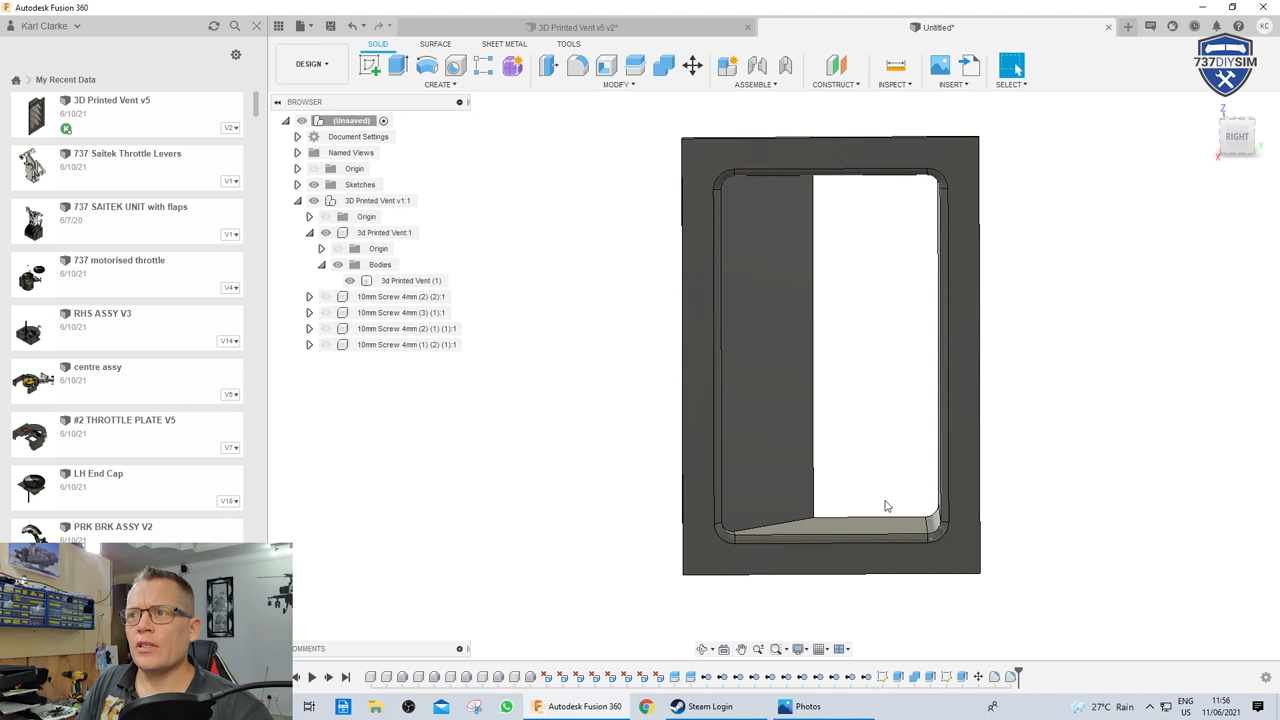 Autodesk Fusion 360
Karl Clarke
3D Printed Vent v5 v2*
Untitled*
KC
737DIYSIM
SOLID
SURFACE
SHEET METAL
TOOLS
DESIGN
CREATE
MODIFY
ASSEMBLE
CONSTRUCT
INSPECT
INSERT
SELECT
My Recent Data
3D Printed Vent v5
6/10/21
K
V2
737 Saitek Throttle Levers
6/10/21
V1
737 SAITEK UNIT with flaps
6/7/20
V1
737 motorised throttle
6/10/21
V4
RHS ASSY V3
6/10/21
V14
centre assy
6/10/21
V5
#2 THROTTLE PLATE V5
6/10/21
V7
LH End Cap
6/10/21
V18
PRK BRK ASSY V2
6/10/21
BROWSER
(Unsaved)
Document Settings
Named Views
Origin
Sketches
3D Printed Vent v1:1
Origin
3d Printed Vent:1
Origin
Bodies
3d Printed Vent (1)
10mm Screw 4mm (2) (2):1
10mm Screw 4mm (3) (1):1
10mm Screw 4mm (2) (1) (1):1
10mm Screw 4mm (1) (2) (1):1
Z
RIGHT
X
Y
OMMENTS
Autodesk Fusion 360
Steam Login
Photos
27°C Rain
ENG
US
11:56
11/06/2021